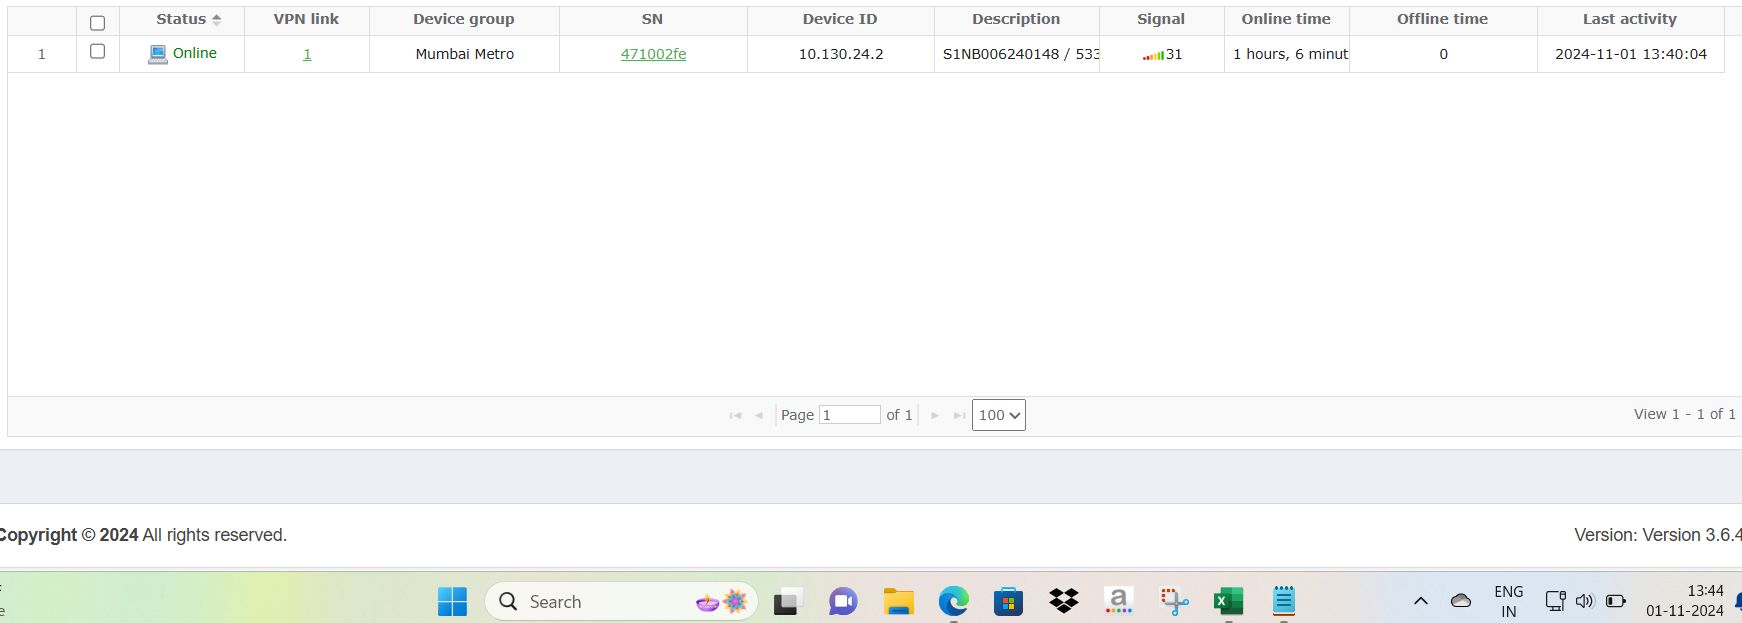 Status VPN link Device group SN Device ID Description Signal Online time Offline time Last activity
1 Online 1 Mumbai Metro 471002fe 10.130.24.2 S1NB006240148 / 533 31 1 hours, 6 minut 0 2024-11-01 13:40:04
Page 1 of 1 100 View 1 - 1 of 1
Copyright © 2024 All rights reserved. Version: Version 3.6.4
Search a ENG 13:44
IN 01-11-2024